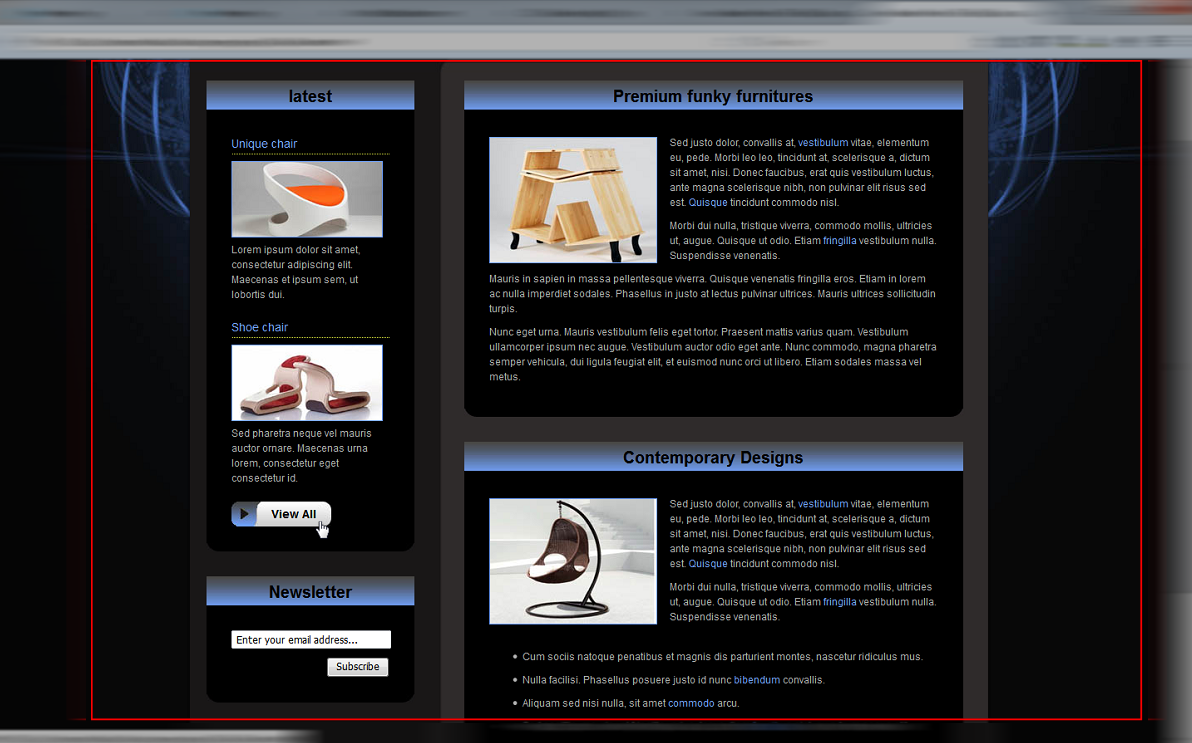 latest
Unique chair
Lorem ipsum dolor sit amet,
consectetur adipiscing elit.
Maecenas et ipsum sem, ut
lobortis dui.
Shoe chair
Sed pharetra neque vel mauris
auctor ornare. Maecenas urna
lorem, consectetur eget
consectetur id.
View All
Newsletter
Enter your email address...
Subscribe
Premium funky furnitures
Sed justo dolor, convallis at, vestibulum vitae, elementum
eu, pede. Morbi leo leo, tincidunt at, scelerisque a, dictum
sit amet, nisi. Donec faucibus, erat quis vestibulum luctus,
ante magna scelerisque nibh, non pulvinar elit risus sed
est. Quisque tincidunt commodo nisl.
Morbi dui nulla, tristique viverra, commodo mollis, ultricies
ut, augue. Quisque ut odio. Etiam fringilla vestibulum nulla.
Suspendisse venenatis.
Mauris in sapien in massa pellentesque viverra. Quisque venenatis fringilla eros. Etiam in lorem
ac nulla imperdiet sodales. Phasellus in justo at lectus pulvinar ultrices. Mauris ultrices sollicitudin
turpis.
Nunc eget urna. Mauris vestibulum felis eget tortor. Praesent mattis varius quam. Vestibulum
ullamcorper ipsum nec augue. Vestibulum auctor odio eget ante. Nunc commodo, magna pharetra
semper vehicula, dui ligula feugiat elit, et euismod nunc orci ut libero. Etiam sodales massa vel
metus.
Contemporary Designs
Sed justo dolor, convallis at, vestibulum vitae, elementum
eu, pede. Morbi leo leo, tincidunt at, scelerisque a, dictum
sit amet, nisi. Donec faucibus, erat quis vestibulum luctus,
ante magna scelerisque nibh, non pulvinar elit risus sed
est. Quisque tincidunt commodo nisl.
Morbi dui nulla, tristique viverra, commodo mollis, ultricies
ut, augue. Quisque ut odio. Etiam fringilla vestibulum nulla.
Suspendisse venenatis.
• Cum sociis natoque penatibus et magnis dis parturient montes, nascetur ridiculus mus.
• Nulla facilisi. Phasellus posuere justo id nunc bibendum convallis.
• Aliquam sed nisi nulla, sit amet commodo arcu.